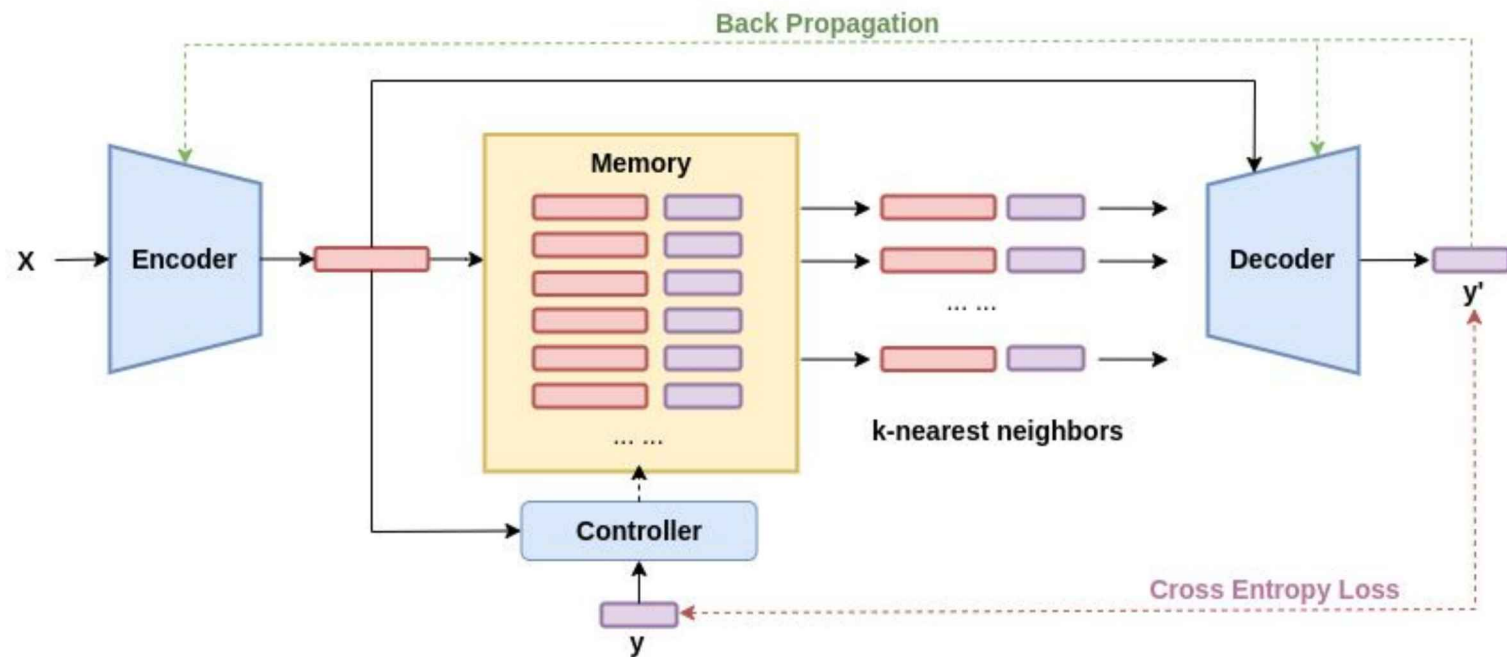 Back Propagation
Memory
X
Encoder
Decoder
y'
... ...
... ...
k-nearest neighbors
Controller
Cross Entropy Loss
y